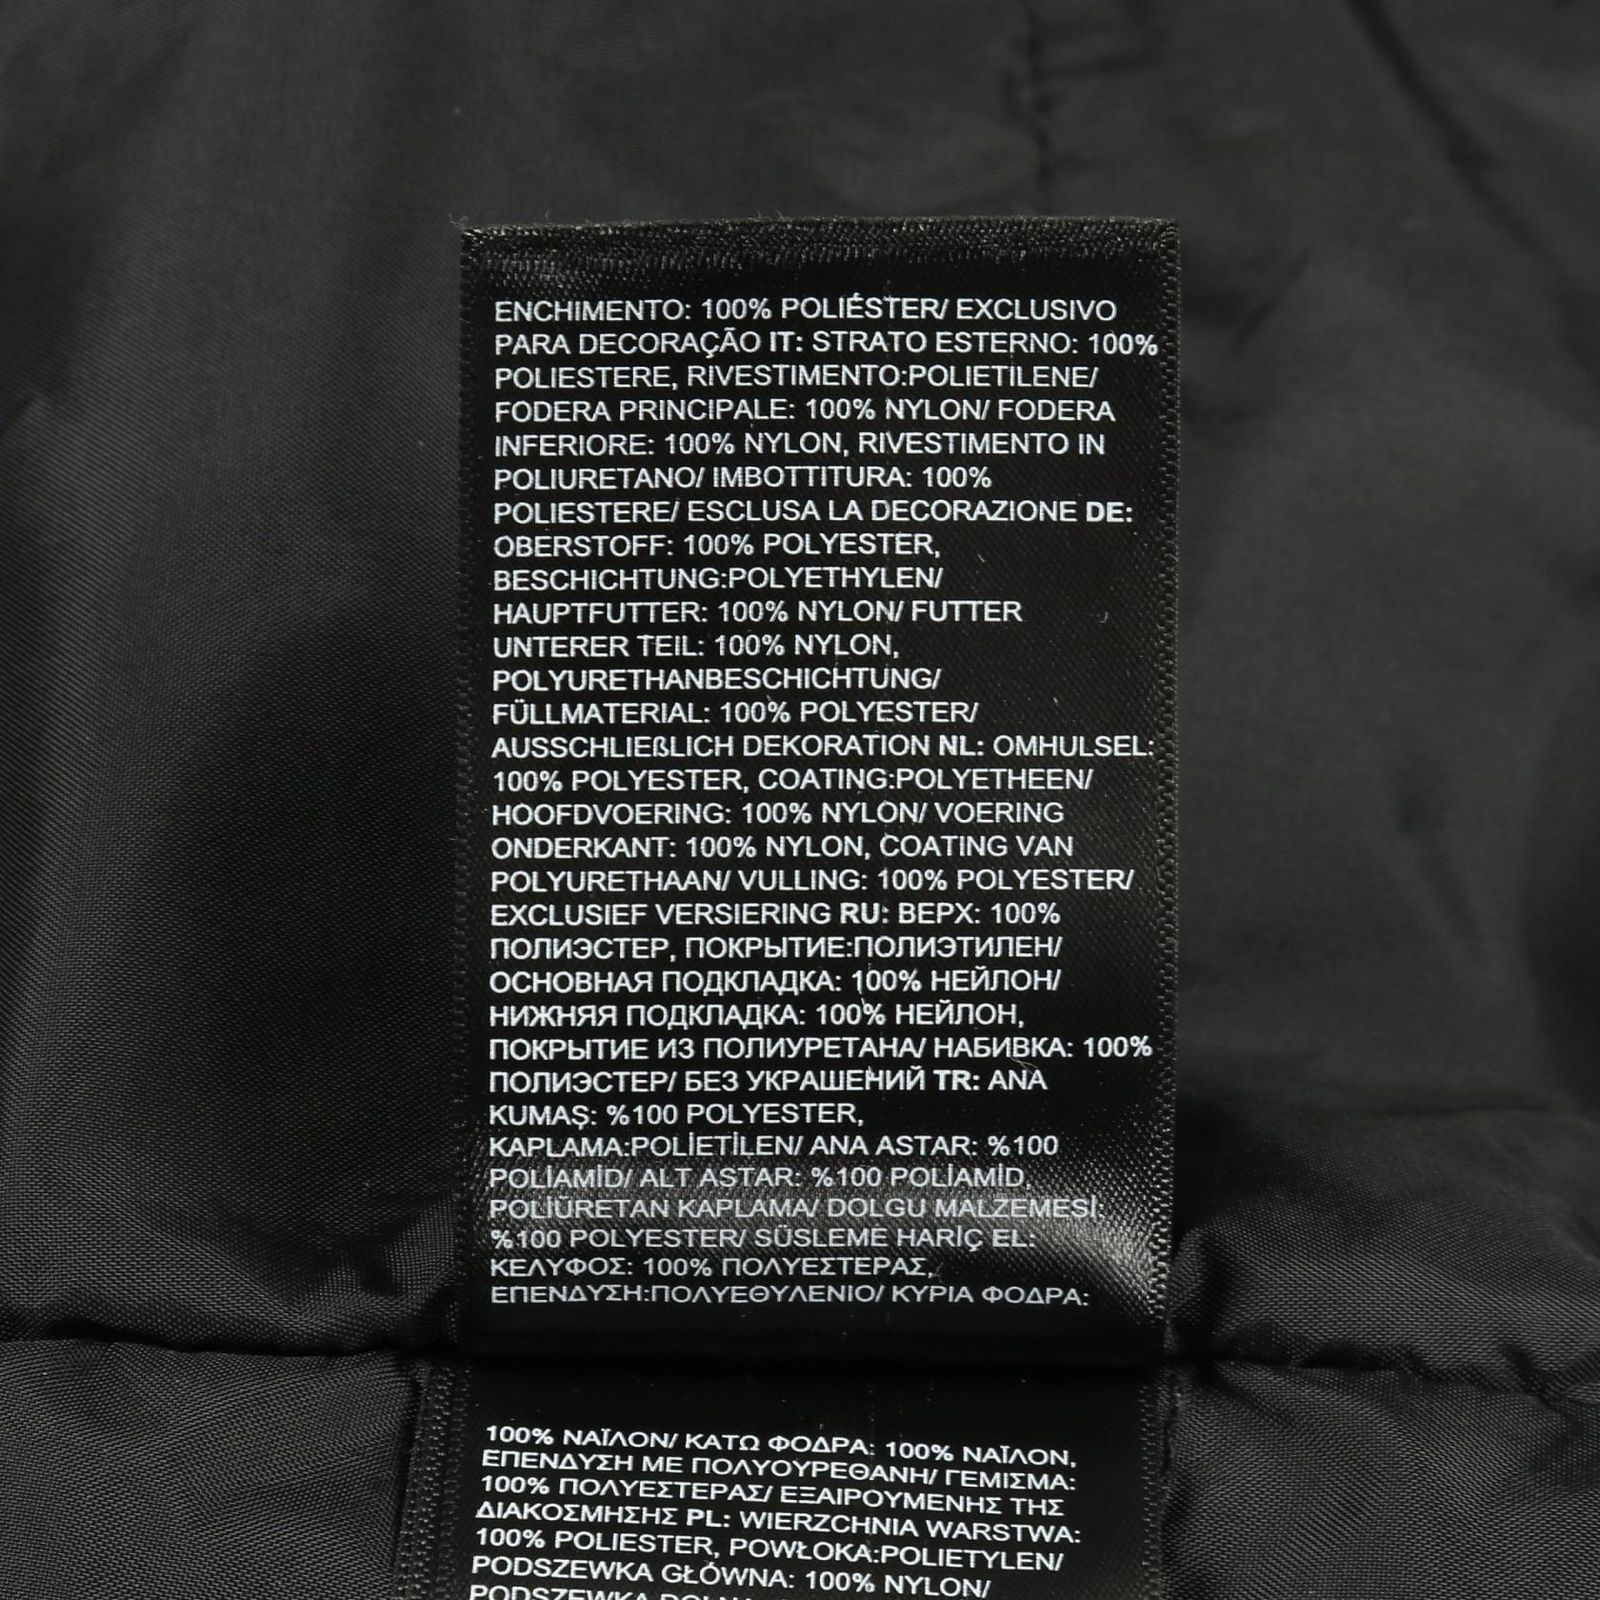 ENCHIMENTO: 100% POLIÉSTER/ EXCLUSIVO
PARA DECORAÇÃO IT: STRATO ESTERNO: 100%
POLIESTERE, RIVESTIMENTO:POLIETILENE/
FODERA PRINCIPALE: 100% NYLON/ FODERA
INFERIORE: 100% NYLON, RIVESTIMENTO IN
POLIURETANO/ IMBOTTITURA: 100%
POLIESTERE/ ESCLUSA LA DECORAZIONE DE:
OBERSTOFF: 100% POLYESTER,
BESCHICHTUNG:POLYETHYLEN/
HAUPTFUTTER: 100% NYLON/ FUTTER
UNTERER TEIL: 100% NYLON,
POLYURETHANBESCHICHTUNG/
FÜLLMATERIAL: 100% POLYESTER/
AUSSCHLIEßLICH DEKORATION NL: OMHULSEL:
100% POLYESTER, COATING:POLYETHEEN/
HOOFDVOERING: 100% NYLON/ VOERING
ONDERKANT: 100% NYLON, COATING VAN
POLYURETHAAN/ VULLING: 100% POLYESTER/
EXCLUSIEF VERSIERING RU: ВЕРХ: 100%
ПОЛИЭСТЕР, ПОКРЫТИЕ:ПОЛИЭТИЛЕН/
ОСНОВНАЯ ПОДКЛАДКА: 100% НЕЙЛОН/
НИЖНЯЯ ПОДКЛАДКА: 100% НЕЙЛОН,
ПОКРЫТИЕ ИЗ ПОЛИУРЕТАНА/ НАБИВКА: 100%
ПОЛИЭСТЕР/ БЕЗ УКРАШЕНИЙ TR: ANA
KUMAŞ: %100 POLYESTER,
KAPLAMA:POLİETİLEN/ ANA ASTAR: %100
POLİAMİD/ ALT ASTAR: %100 POLİAMİD,
POLİÜRETAN KAPLAMA/ DOLGU MALZEMESİ:
%100 POLYESTER/ SÜSLEME HARİÇ EL:
ΚΕΛΥΦΟΣ: 100% ΠΟΛΥΕΣΤΕΡΑΣ,
ΕΠΕΝΔΥΣΗ:ΠΟΛΥΕΘΥΛΕΝΙΟ/ ΚΥΡΙΑ ΦΟΔΡΑ:
100% ΝΑΪΛΟΝ/ ΚΑΤΩ ΦΟΔΡΑ: 100% ΝΑΪΛΟΝ,
ΕΠΕΝΔΥΣΗ ΜΕ ΠΟΛΥΟΥΡΕΘΑΝΗ/ ΓΕΜΙΣΜΑ:
100% ΠΟΛΥΕΣΤΕΡΑΣ/ ΕΞΑΙΡΟΥΜΕΝΗΣ ΤΗΣ
ΔΙΑΚΟΣΜΗΣΗΣ PL: WIERZCHNIA WARSTWA:
100% POLIESTER, POWŁOKA:POLIETYLEN/
PODSZEWKA GŁÓWNA: 100% NYLON/
PODSZEWKA